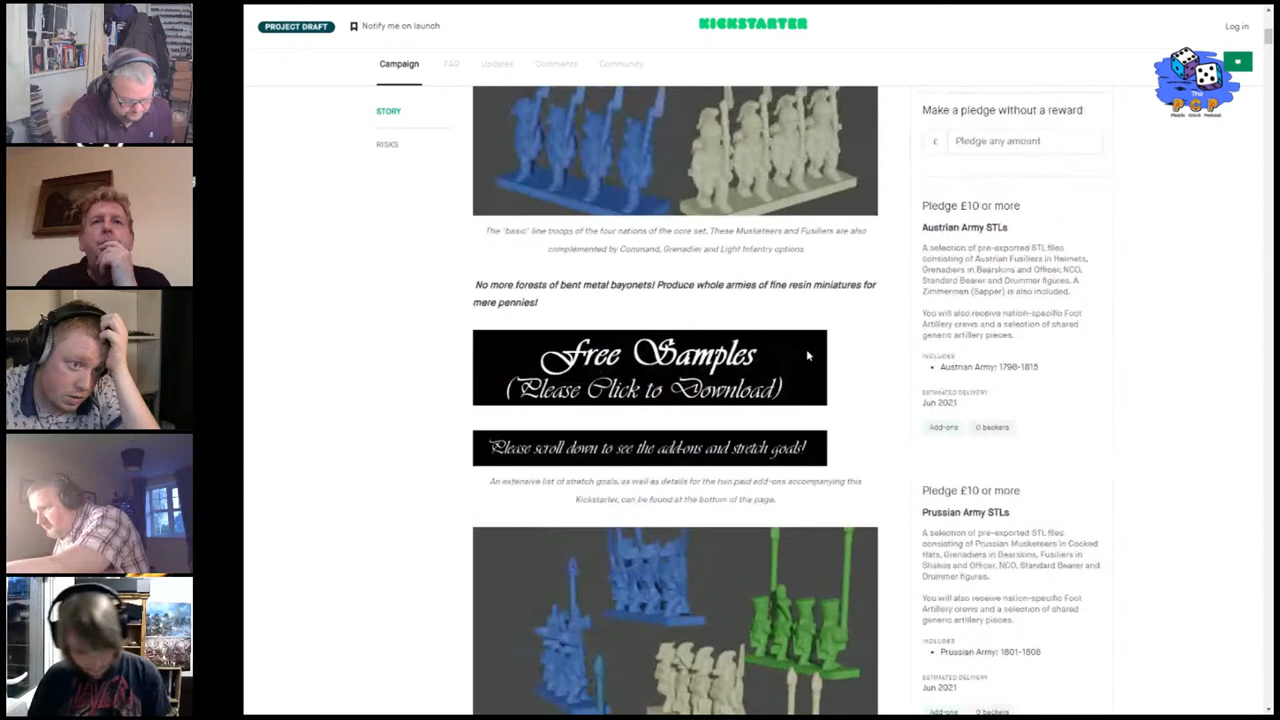 PROJECT DRAFT
Notify me on launch
KICKSTARTER
Log in
Campaign
FAQ
Updates
Comments
Community
The
PCP
STORY
RISKS
The "basic" line troops of the four nations of the core set. These Musketeers and Fusiliers are also
complemented by Command, Grenadier and Light Infantry options
No more forests of bent metal bayonets! Produce whole armies of fine resin miniatures for
mere pennies!
Free Samples
(Please Click to Download)
Please scroll down to see the add-ons and stretch goals!
An extensive list of stretch goals, as well as details for the two paid add-ons accompanying this
Kickstarter, can be found at the bottom of the page.
Make a pledge without a reward
£
Pledge any amount
Pledge £10 or more
Austrian Army STLs
A selection of pre-exported STL files
consisting of Austrian Fusiliers in Helmets,
Grenadiers in Bearskins and Officer, NCO,
Standard Bearer and Drummer figures. A
Zimmerman (Sapper) is also included.
You will also receive nation-specific Foot
Artillery crews and a selection of shared
generic artillery pieces.
INCLUDES
• Austrian Army: 1798-1815
ESTIMATED DELIVERY
Jun 2021
Add-ons
0 backers
Pledge £10 or more
Prussian Army STLs
A selection of pre-exported STL files
consisting of Prussian Musketeers in Cocked
Hats, Grenadiers in Bearskins, Fusiliers in
Shakos and Officer, NCO, Standard Bearer and
Drummer figures.
You will also receive nation-specific Foot
Artillery crews and a selection of shared
generic artillery pieces.
INCLUDES
• Prussian Army: 1801-1808
ESTIMATED DELIVERY
Jun 2021
Add-ons
0 backers